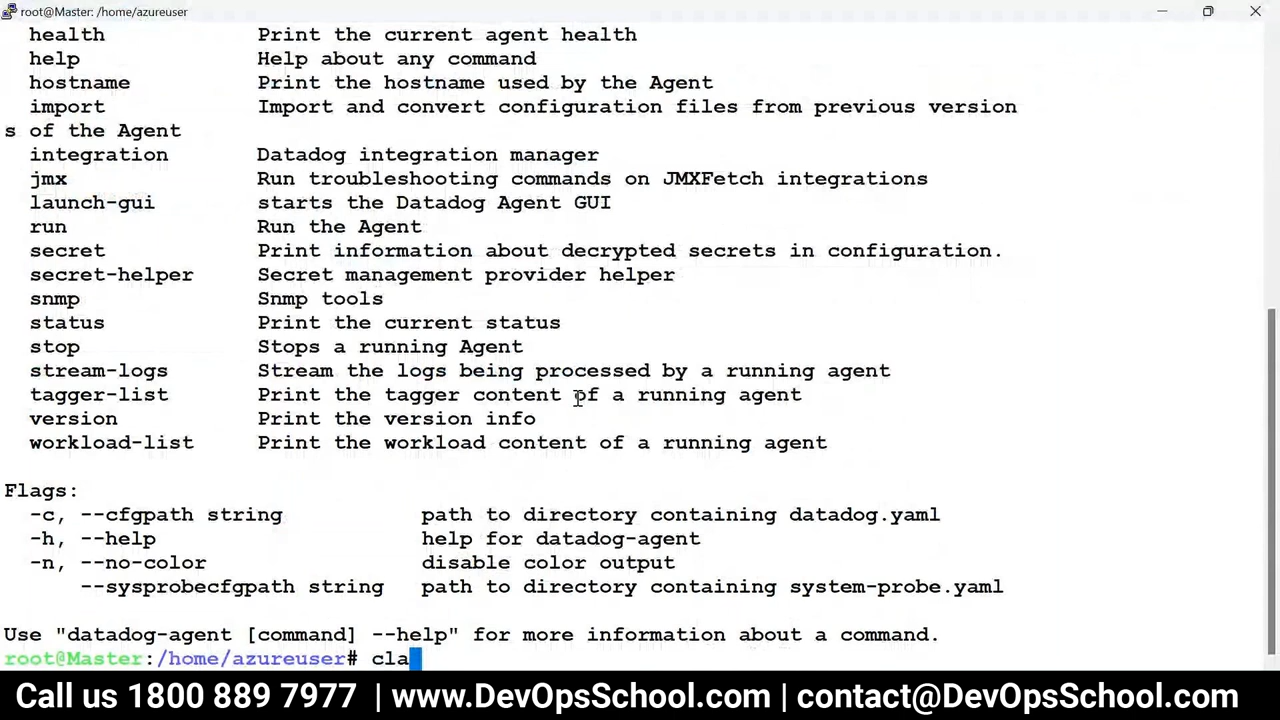 root@Master: /home/azureuser
health Print the current agent health
help Help about any command
hostname Print the hostname used by the Agent
import Import and convert configuration files from previous version
s of the Agent
integration Datadog integration manager
jmx Run troubleshooting commands on JMXFetch integrations
launch-gui starts the Datadog Agent GUI
run Run the Agent
secret Print information about decrypted secrets in configuration.
secret-helper Secret management provider helper
snmp Snmp tools
status Print the current status
stop Stops a running Agent
stream-logs Stream the logs being processed by a running agent
tagger-list Print the tagger content of a running agent
version Print the version info
workload-list Print the workload content of a running agent
Flags:
-c, --cfgpath string path to directory containing datadog.yaml
-h, --help help for datadog-agent
-n, --no-color disable color output
--sysprobecfgpath string path to directory containing system-probe.yaml
Use "datadog-agent [command] --help" for more information about a command.
root@Master:/home/azureuser# cla
Call us 1800 889 7977 | www.DevOpsSchool.com | contact@DevOpsSchool.com